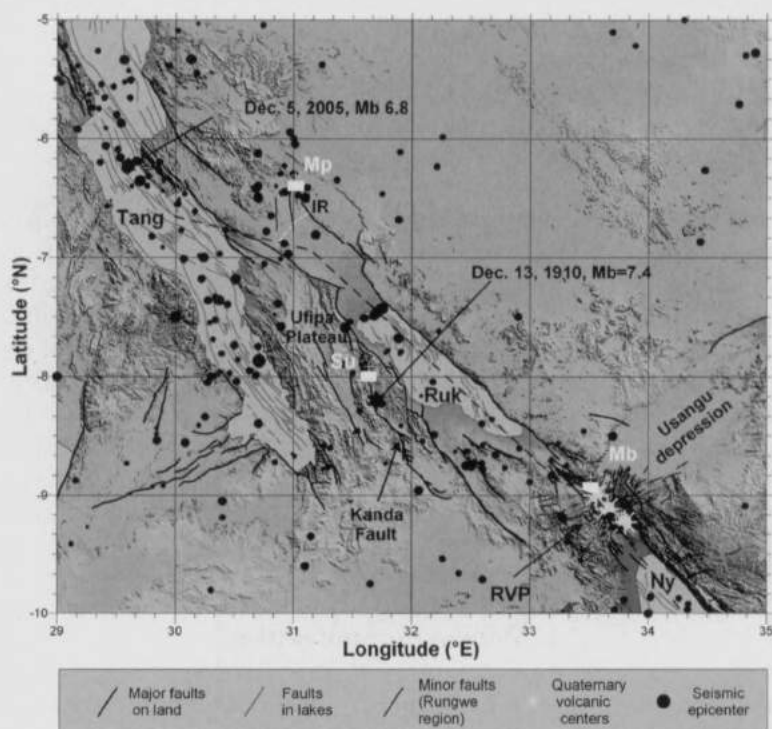 -5
-6
-7
-8
-9
-10
Latitude (°N)
Dec. 5, 2005, Mb 6.8
Mp
iR
Tang
Dec. 13, 1910, Mb=7.4
Ufipa
Plateau
Su
Ruk
Usangu
depression
Mb
Kanda
Fault
RVP
Ny
29
30
31
32
33
34
35
Longitude (°E)
Major faults
on land
Faults
in lakes
Minor faults
(Rungwe
region)
Quaternary
volcanic
centers
Seismic
epicenter